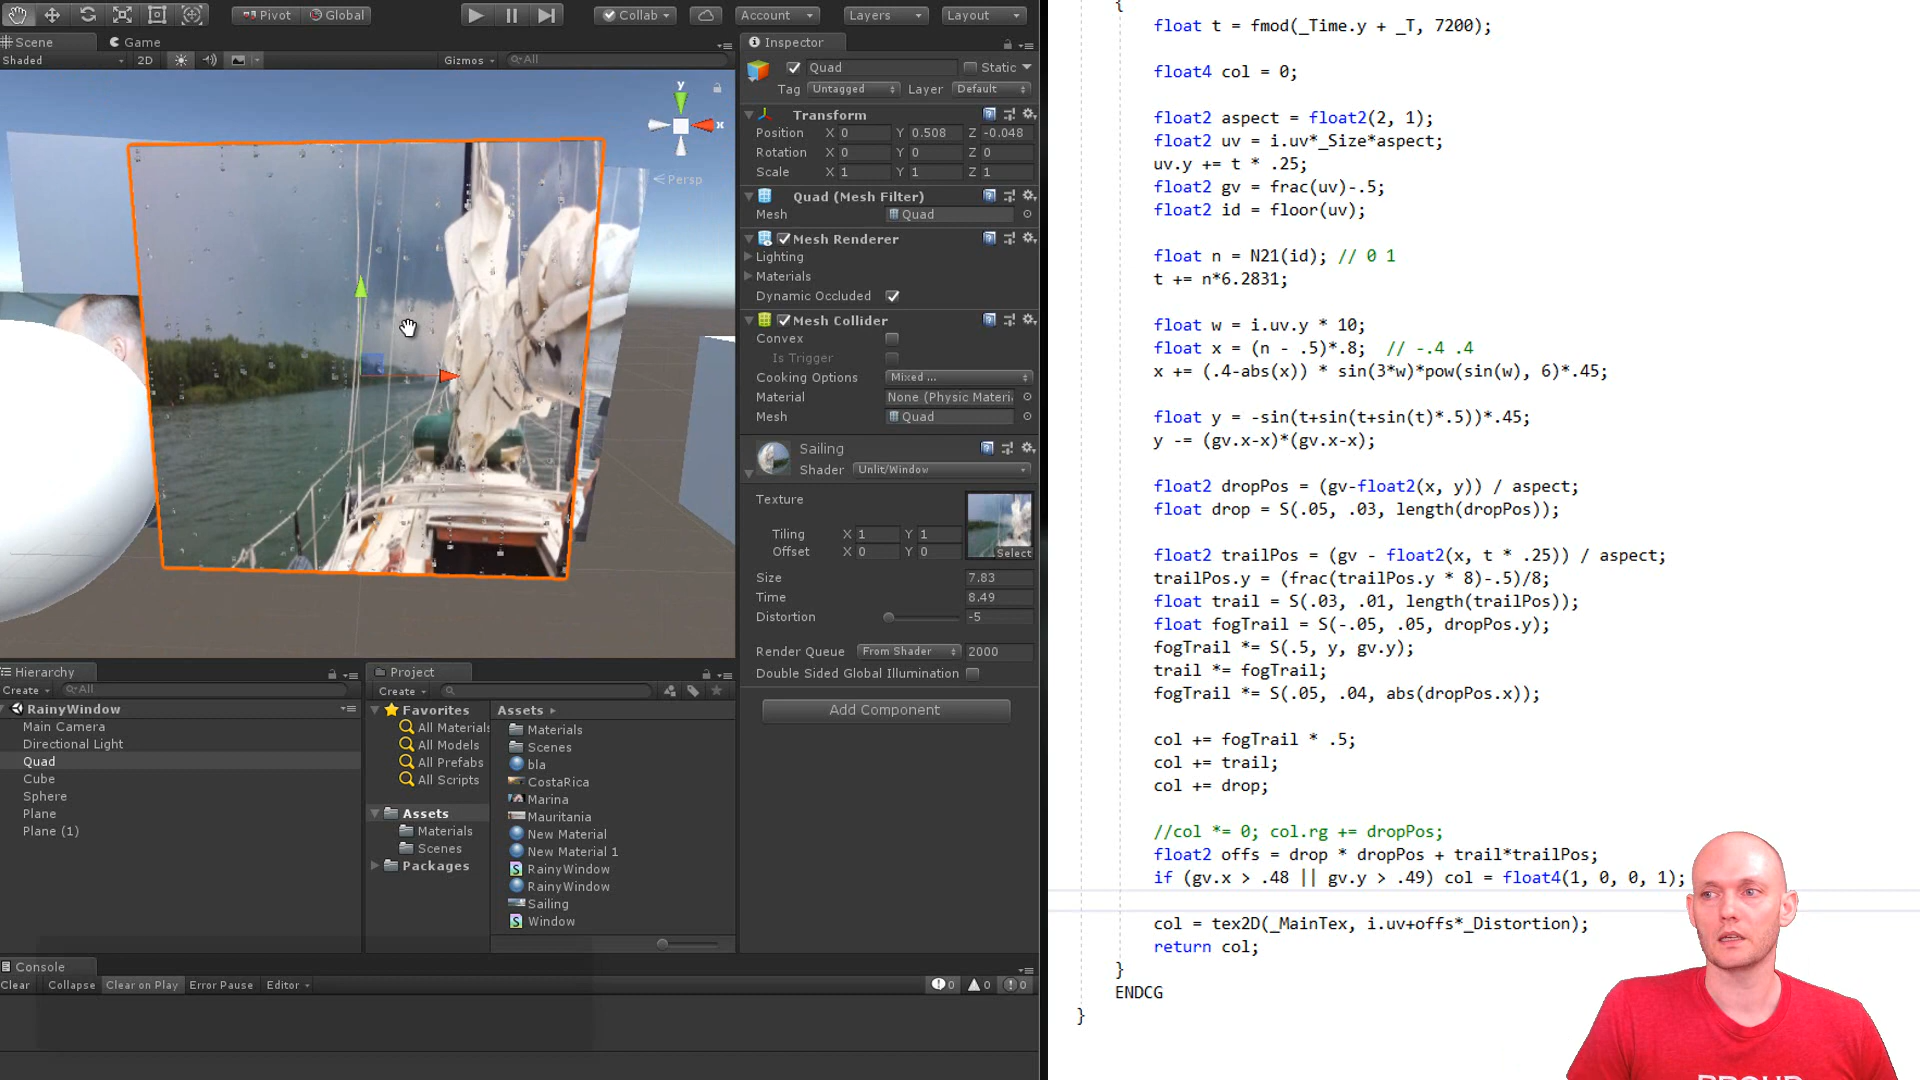 Pivot
Global
Collab
Account
Layers
Layout
Scene
Game
Shaded
2D
Gizmos
All
y
x
Persp
Inspector
Quad
Static
Tag
Untagged
Layer
Default
Transform
Position X 0 Y 0.508 Z -0.048
Rotation X 0 Y 0 Z 0
Scale X 1 Y 1 Z 1
Quad (Mesh Filter)
Mesh Quad
Mesh Renderer
Lighting
Materials
Dynamic Occluded
Mesh Collider
Convex
Is Trigger
Cooking Options Mixed ...
Material None (Physic Materi
Mesh Quad
Sailing
Shader Unlit/Window
Texture
Tiling X 1 Y 1
Offset X 0 Y 0
Select
Size 7.83
Time 8.49
Distortion -5
Render Queue From Shader 2000
Double Sided Global Illumination
Add Component
Hierarchy
Create All
RainyWindow
Main Camera
Directional Light
Quad
Cube
Sphere
Plane
Plane (1)
Project
Create
Favorites
All Materials
All Models
All Prefabs
All Scripts
Assets
Materials
Scenes
Packages
Assets
Materials
Scenes
bla
CostaRica
Marina
Mauritania
New Material
New Material 1
RainyWindow
RainyWindow
Sailing
Window
Console
Clear Collapse Clear on Play Error Pause Editor
0 0 0
{
float t = fmod(_Time.y + _T, 7200);
float4 col = 0;
float2 aspect = float2(2, 1);
float2 uv = i.uv*_Size*aspect;
uv.y += t * .25;
float2 gv = frac(uv)-.5;
float2 id = floor(uv);
float n = N21(id); // 0 1
t += n*6.2831;
float w = i.uv.y * 10;
float x = (n - .5)*.8;  // -.4 .4
x += (.4-abs(x)) * sin(3*w)*pow(sin(w), 6)*.45;
float y = -sin(t+sin(t+sin(t)*.5))*.45;
y -= (gv.x-x)*(gv.x-x);
float2 dropPos = (gv-float2(x, y)) / aspect;
float drop = S(.05, .03, length(dropPos));
float2 trailPos = (gv - float2(x, t * .25)) / aspect;
trailPos.y = (frac(trailPos.y * 8)-.5)/8;
float trail = S(.03, .01, length(trailPos));
float fogTrail = S(-.05, .05, dropPos.y);
fogTrail *= S(.5, y, gv.y);
trail *= fogTrail;
fogTrail *= S(.05, .04, abs(dropPos.x));
col += fogTrail * .5;
col += trail;
col += drop;
//col *= 0; col.rg += dropPos;
float2 offs = drop * dropPos + trail*trailPos;
if (gv.x > .48 || gv.y > .49) col = float4(1, 0, 0, 1);
col = tex2D(_MainTex, i.uv+offs*_Distortion);
return col;
}
ENDCG
}